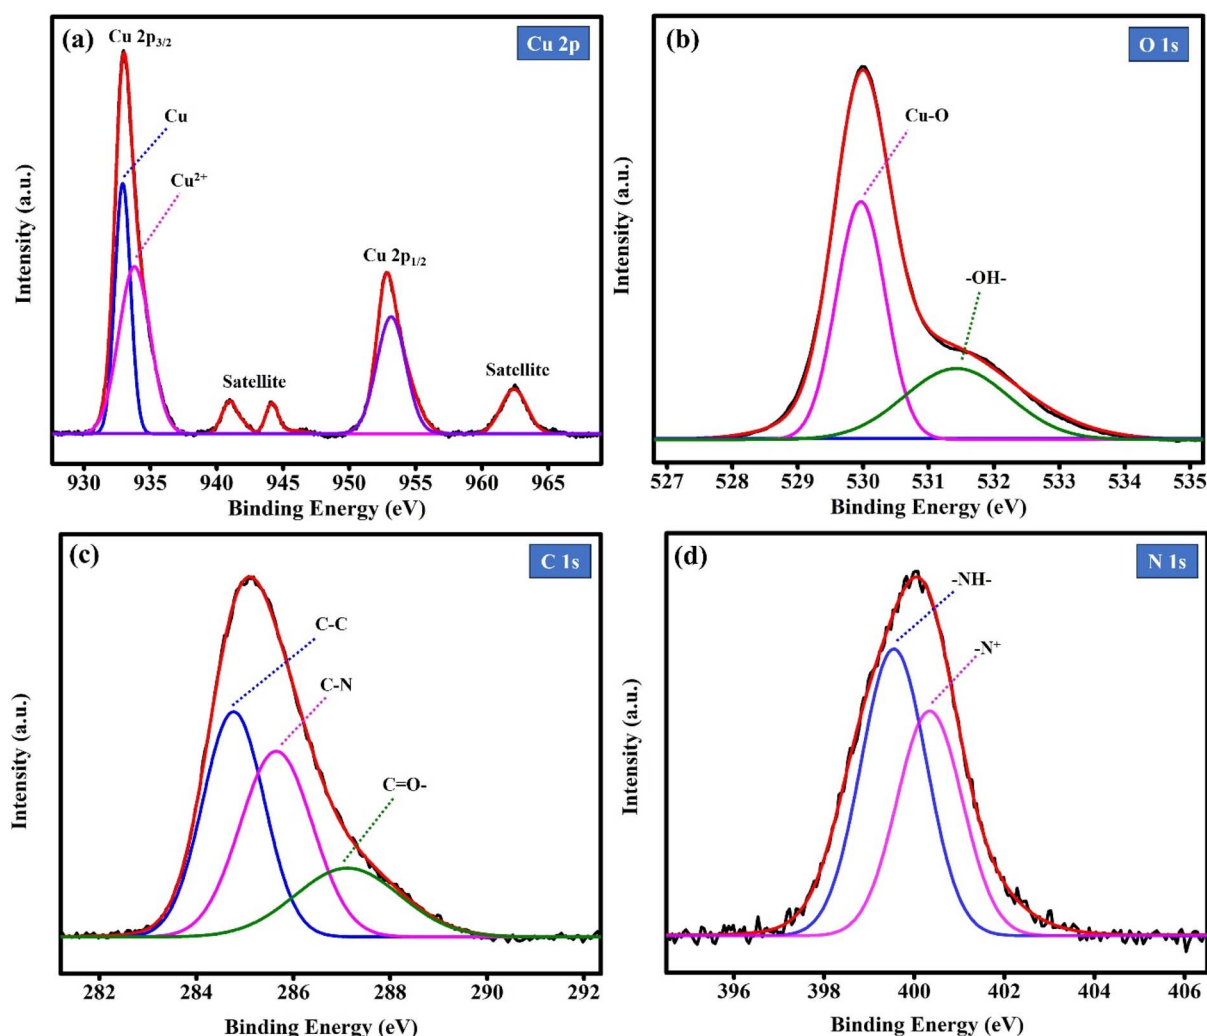 (a)
Cu 2p₃/₂
Cu 2p
Cu
Cu²⁺
Cu 2p₁/₂
Satellite
Satellite
Intensity (a.u.)
930 935 940 945 950 955 960 965
Binding Energy (eV)
(b)
O 1s
Cu-O
-OH-
Intensity (a.u.)
527 528 529 530 531 532 533 534 535
Binding Energy (eV)
(c)
C 1s
C-C
C-N
C=O-
Intensity (a.u.)
282 284 286 288 290 292
Binding Energy (eV)
(d)
N 1s
-NH-
-N⁺
Intensity (a.u.)
396 398 400 402 404 406
Binding Energy (eV)